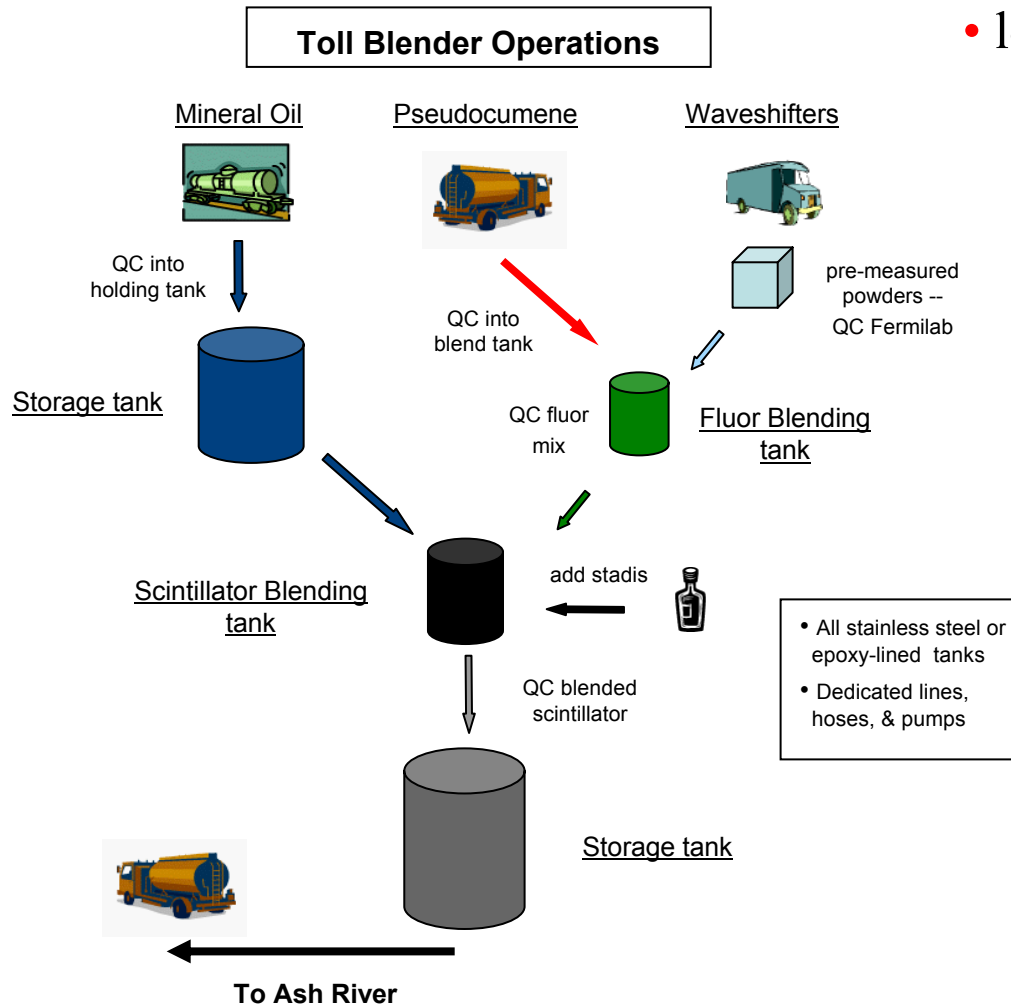 Toll Blender Operations
• l
Mineral Oil
Pseudocumene
Waveshifters
QC into
holding tank
QC into
blend tank
pre-measured
powders --
QC Fermilab
Storage tank
QC fluor
mix
Fluor Blending
tank
Scintillator Blending
tank
add stadis
• All stainless steel or
epoxy-lined tanks
• Dedicated lines,
hoses, & pumps
QC blended
scintillator
Storage tank
To Ash River